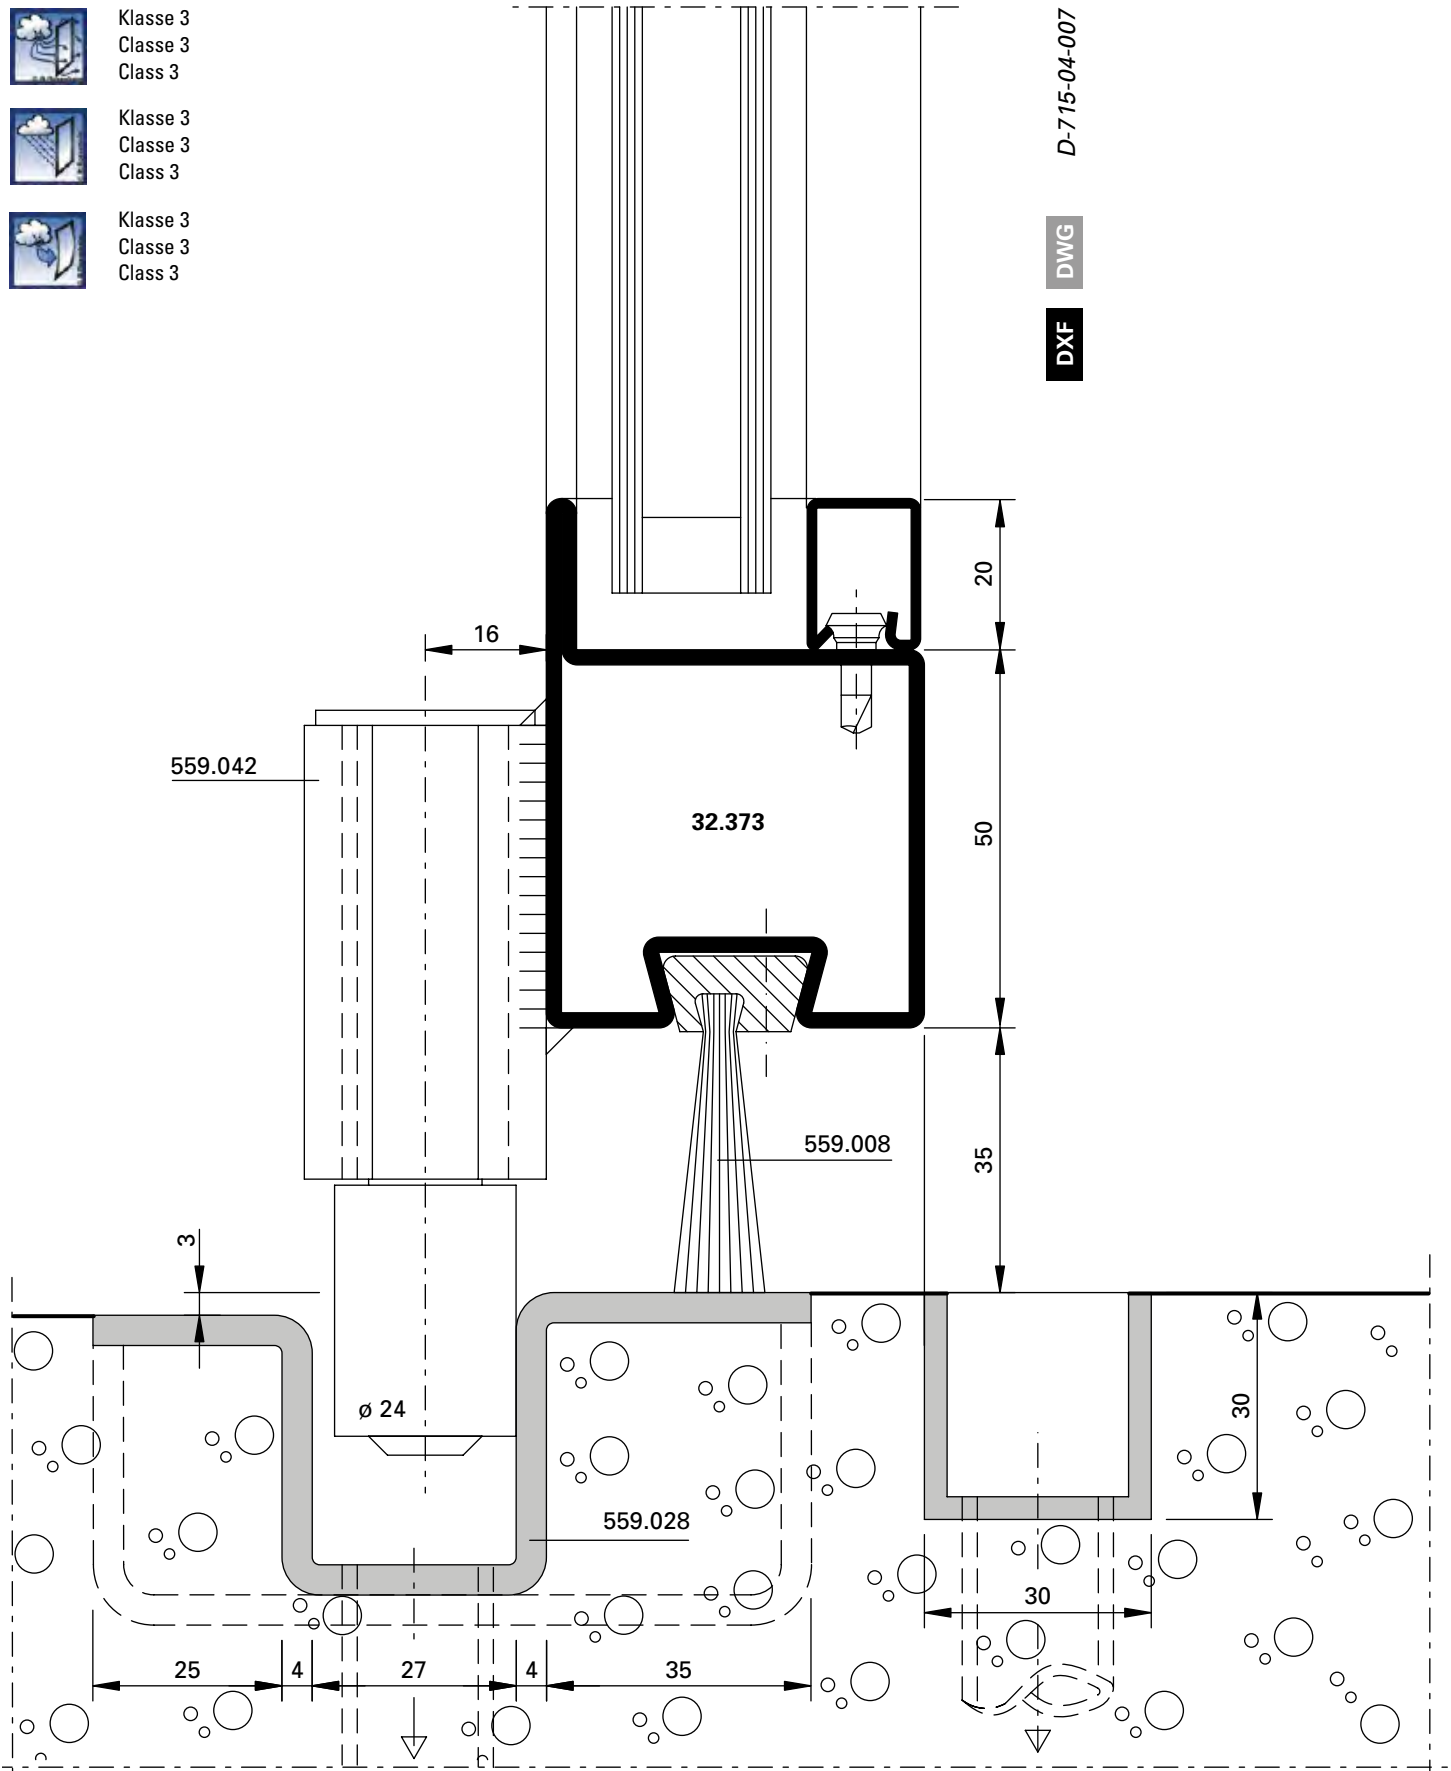 Klasse 3
Classe 3
Class 3
Klasse 3
Classe 3
Class 3
Klasse 3
Classe 3
Class 3
D-715-04-007
DWG
DXF
20
16
559.042
32.373
50
559.008
35
3
ø 24
30
559.028
30
25
4
27
4
35